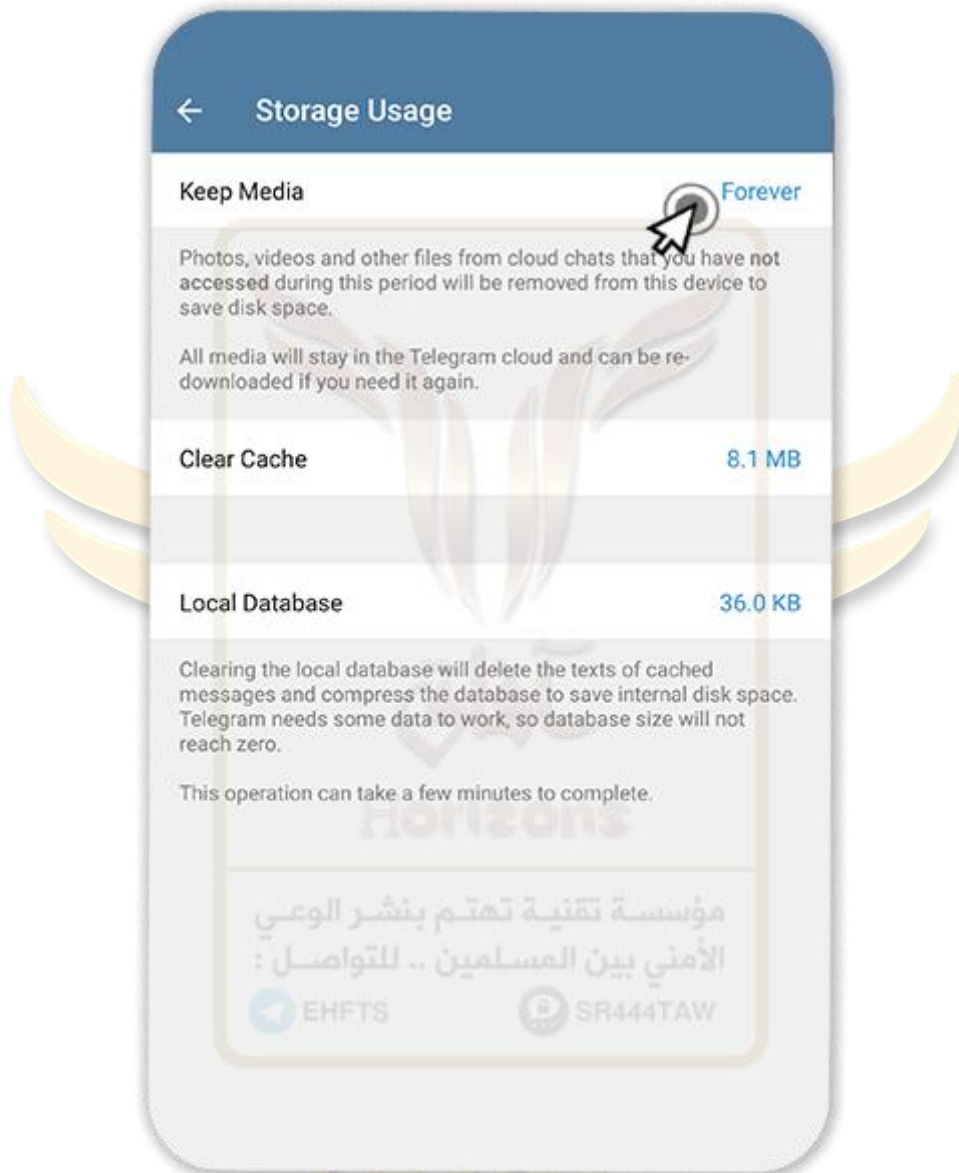 Storage Usage
Keep Media Forever
Photos, videos and other files from cloud chats that you have not
accessed during this period will be removed from this device to
save disk space.
All media will stay in the Telegram cloud and can be re-
downloaded if you need it again.
Clear Cache 8.1 MB
Local Database 36.0 KB
Clearing the local database will delete the texts of cached
messages and compress the database to save internal disk space.
Telegram needs some data to work, so database size will not
reach zero.
This operation can take a few minutes to complete.
آفاق
Horizons
مؤسسة تقنية تهتم بنشر الوعي
الأمني بين المسلمين .. للتواصل :
EHFTS SR444TAW